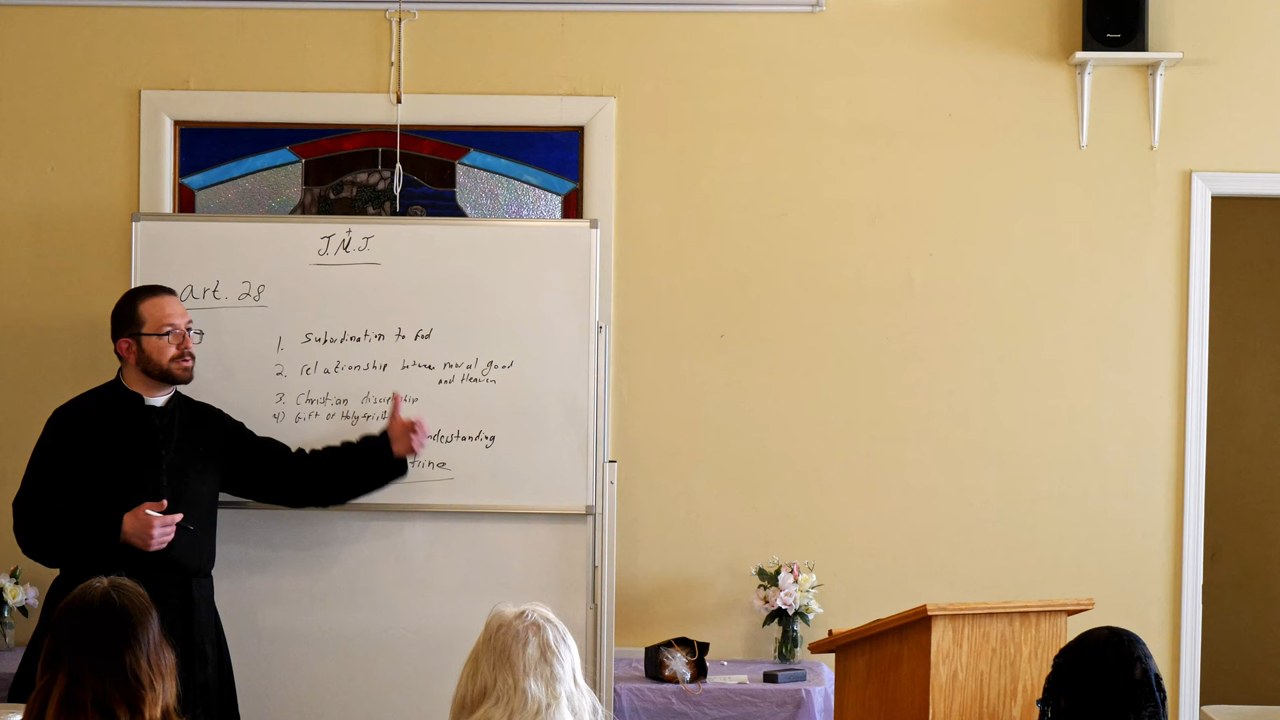 J.M.J.
art. 28
1. Subordination to God
2. relationship between moral good
and Heaven
3. Christian discipleship
4) Gift of Holy Spirit
nderstanding
trine